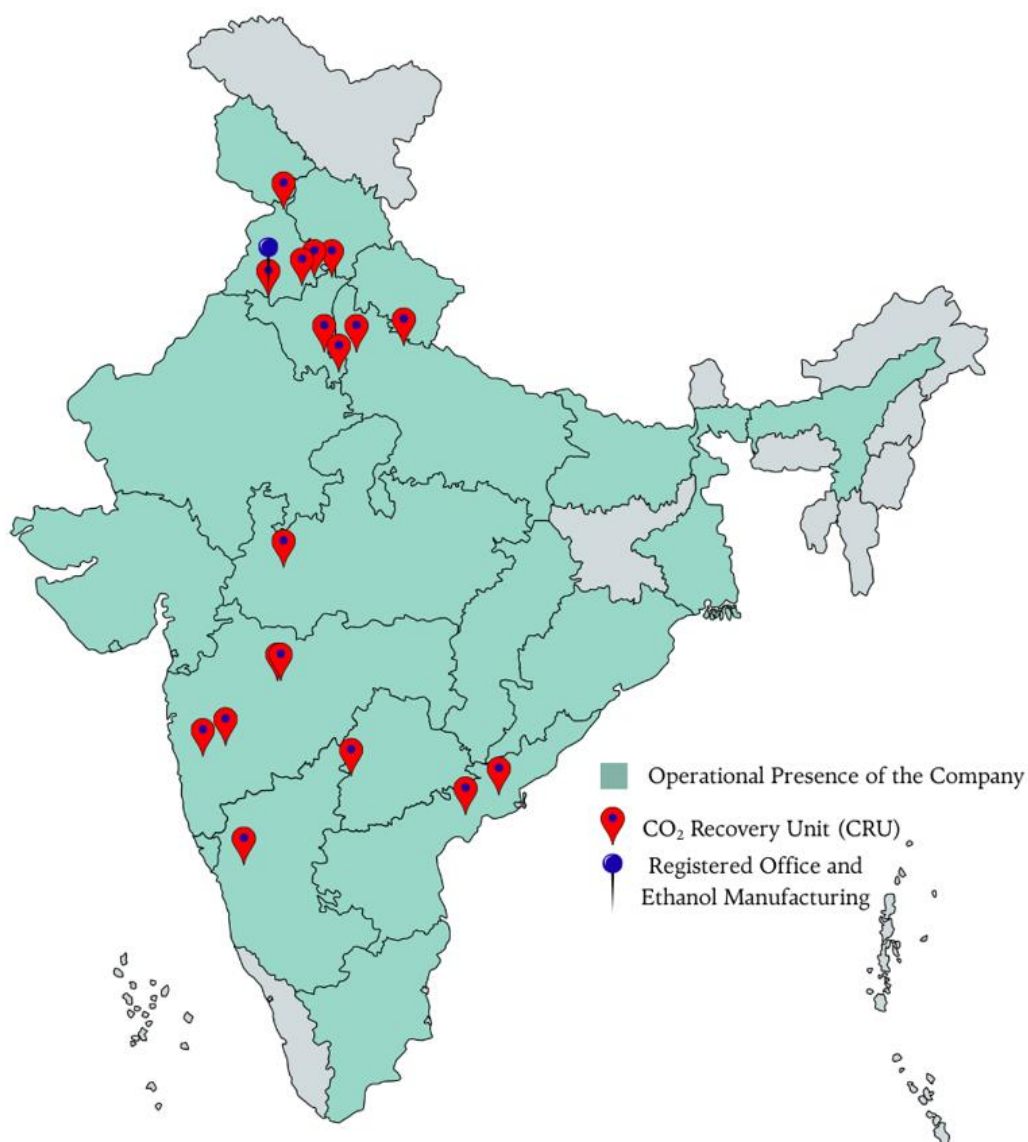 Operational Presence of the Company
CO₂ Recovery Unit (CRU)
Registered Office and
Ethanol Manufacturing